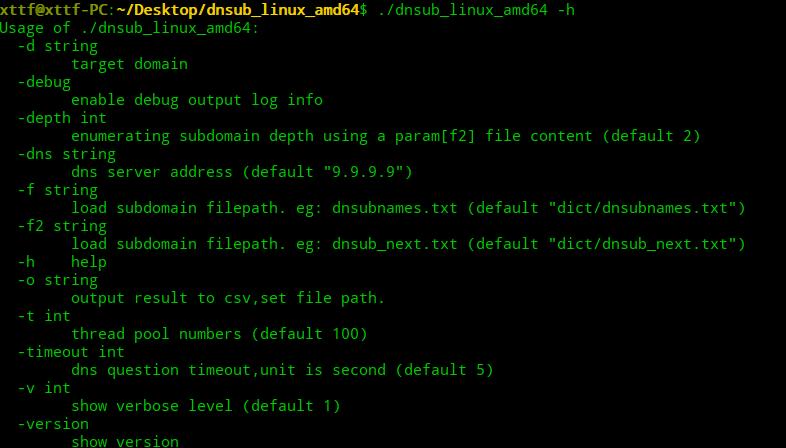 xttf@xttf-PC:~/Desktop/dnsub_linux_amd64$ ./dnsub_linux_amd64 -h
Usage of ./dnsub_linux_amd64:
  -d string
        target domain
  -debug
        enable debug output log info
  -depth int
        enumerating subdomain depth using a param[f2] file content (default 2)
  -dns string
        dns server address (default "9.9.9.9")
  -f string
        load subdomain filepath. eg: dnsubnames.txt (default "dict/dnsubnames.txt")
  -f2 string
        load subdomain filepath. eg: dnsub_next.txt (default "dict/dnsub_next.txt")
  -h    help
  -o string
        output result to csv,set file path.
  -t int
        thread pool numbers (default 100)
  -timeout int
        dns question timeout,unit is second (default 5)
  -v int
        show verbose level (default 1)
  -version
        show version